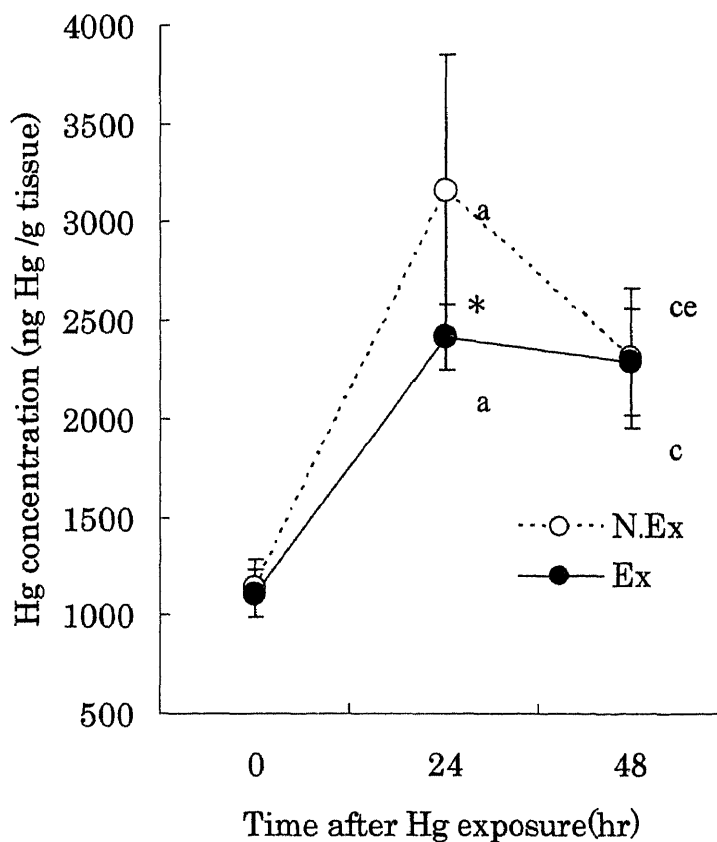 4000
3500
3000
2500
2000
1500
1000
500
Hg concentration (ng Hg /g tissue)
a
*
a
ce
c
N.Ex
Ex
0 24 48
Time after Hg exposure(hr)